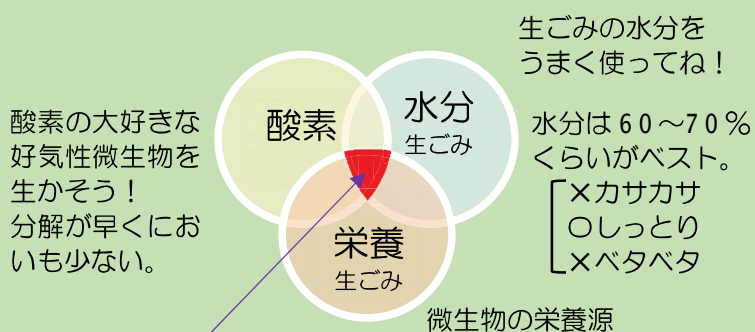 生ごみの水分を
うまく使ってね！
酸素の大好きな
好気性微生物を
生かそう！
分解が早くにお
いも少ない。
酸素
水分
生ごみ
栄養
生ごみ
水分は60～70％
くらいがベスト。
×カサカサ
○しっとり
×ベタベタ
微生物の栄養源